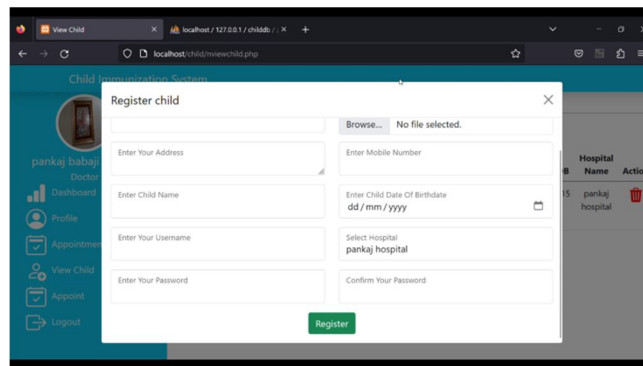 View Child
localhost / 127.0.0.1 / childdb /
localhost/child/nviewchild.php
Child Immunization System
Register child
Browse... No file selected.
Enter Your Address
Enter Mobile Number
Enter Child Name
Enter Child Date Of Birthdate
dd / mm / yyyy
Enter Your Username
Select Hospital
pankaj hospital
Enter Your Password
Confirm Your Password
Register
pankaj babaji
Doctor
Dashboard
Profile
Appointmen
View Child
Appoint
Logout
Hospital
Name
Actio
15
pankaj
hospital